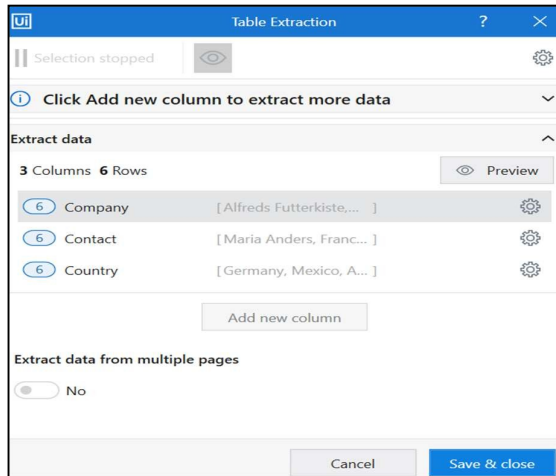 Ui Table Extraction ?
Selection stopped
Click Add new column to extract more data
Extract data
3 Columns 6 Rows Preview
6 Company [Alfreds Futterkiste,... ]
6 Contact [Maria Anders, Franc... ]
6 Country [Germany, Mexico, A... ]
Add new column
Extract data from multiple pages
No
Cancel Save & close